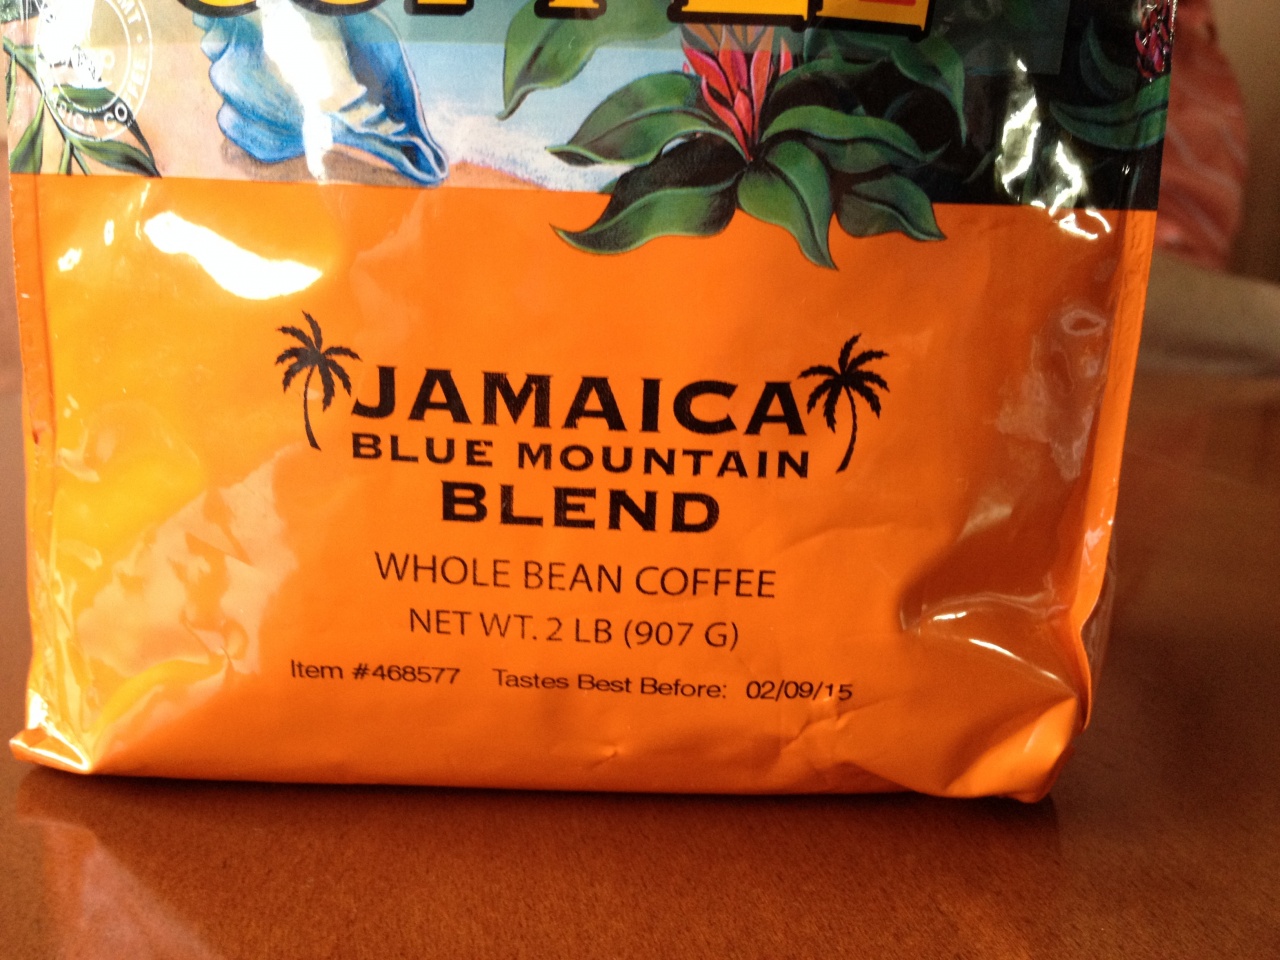 COFFEE
JAMAICA
BLUE MOUNTAIN
BLEND
WHOLE BEAN COFFEE
NET WT. 2 LB (907 G)
Item #468577 Tastes Best Before: 02/09/15